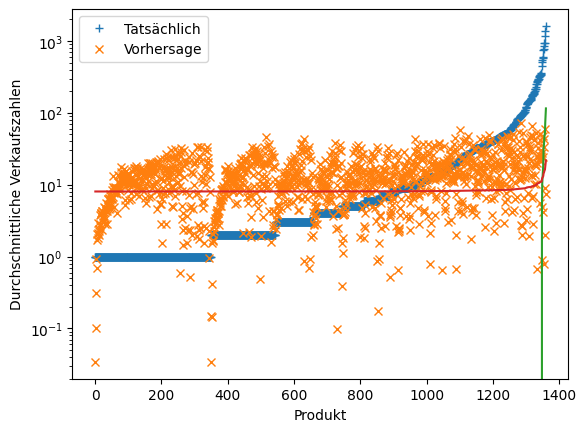 Tatsächlich
Vorhersage
Durchschnittliche Verkaufszahlen
10³
10²
10¹
10⁰
10⁻¹
0 200 400 600 800 1000 1200 1400
Produkt